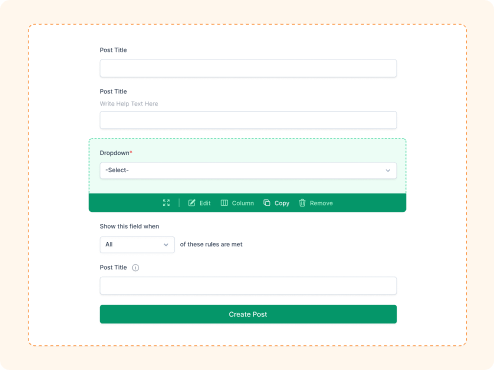 Post Title
Post Title
Write Help Text Here
Dropdown*
-Select-
Edit Column Copy Remove
Show this field when
All of these rules are met
Post Title
Create Post